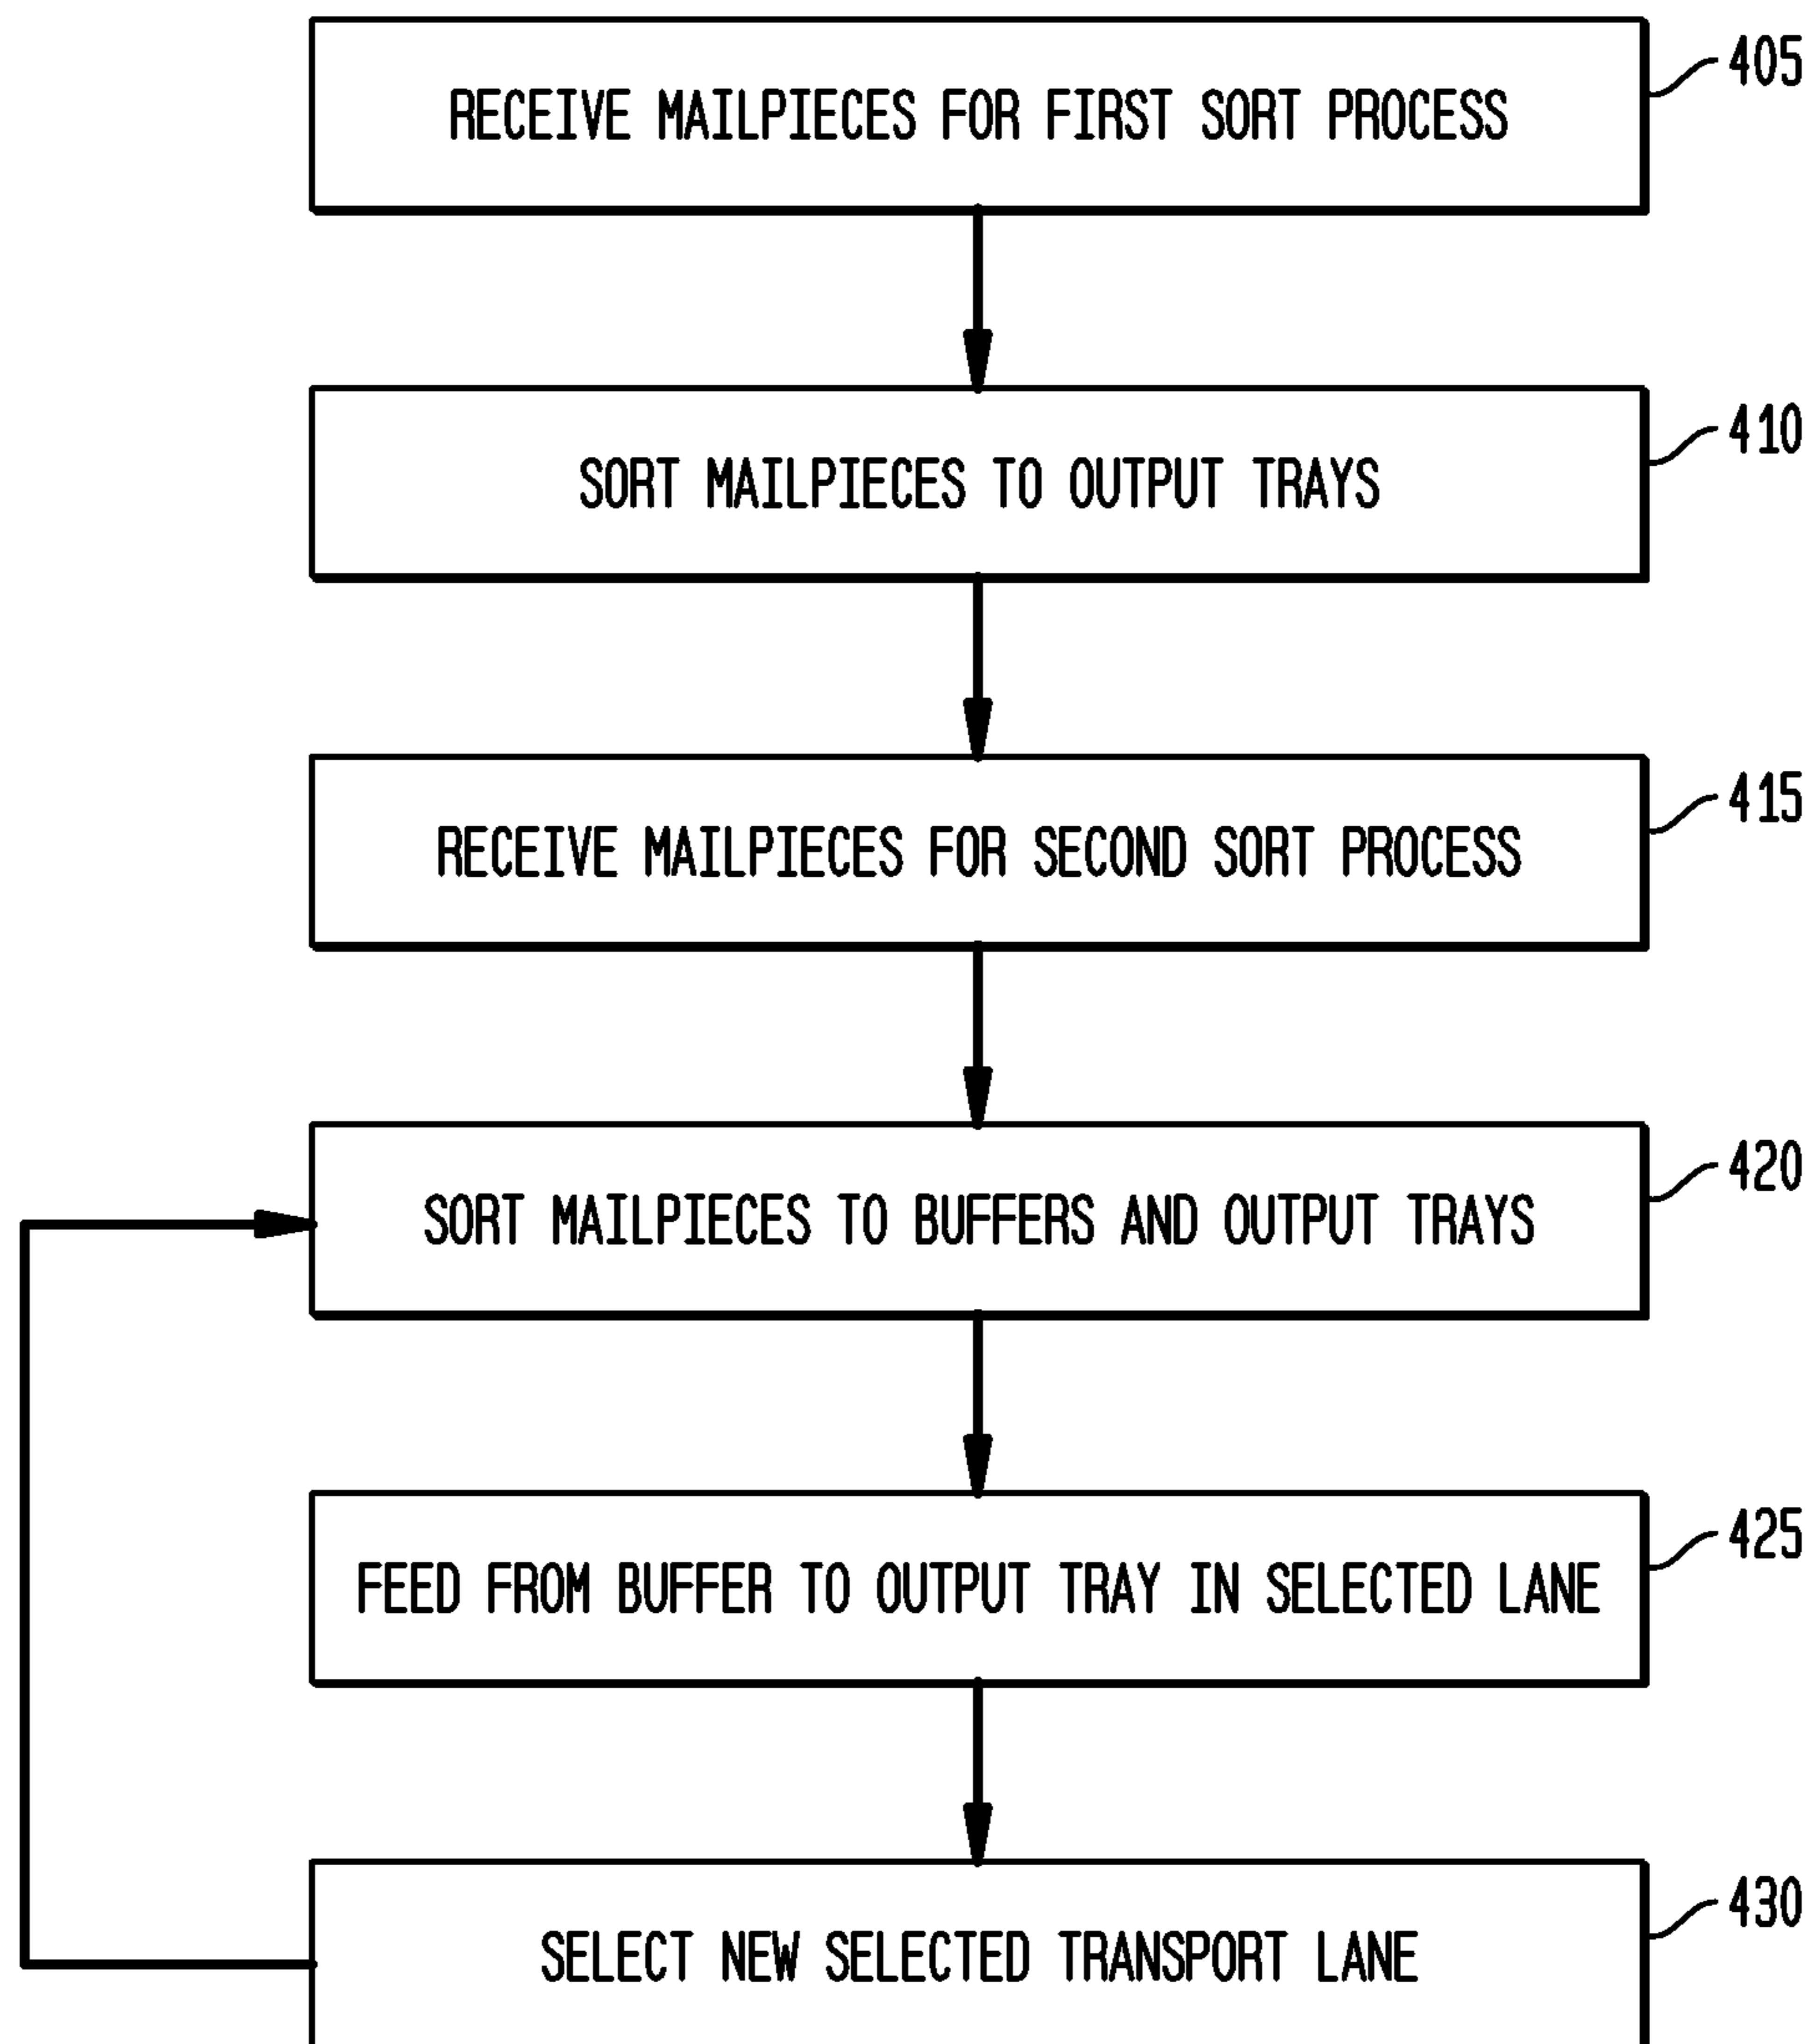 RECEIVE MAILPIECES FOR FIRST SORT PROCESS
405
SORT MAILPIECES TO OUTPUT TRAYS
410
RECEIVE MAILPIECES FOR SECOND SORT PROCESS
415
SORT MAILPIECES TO BUFFERS AND OUTPUT TRAYS
420
FEED FROM BUFFER TO OUTPUT TRAY IN SELECTED LANE
425
SELECT NEW SELECTED TRANSPORT LANE
430